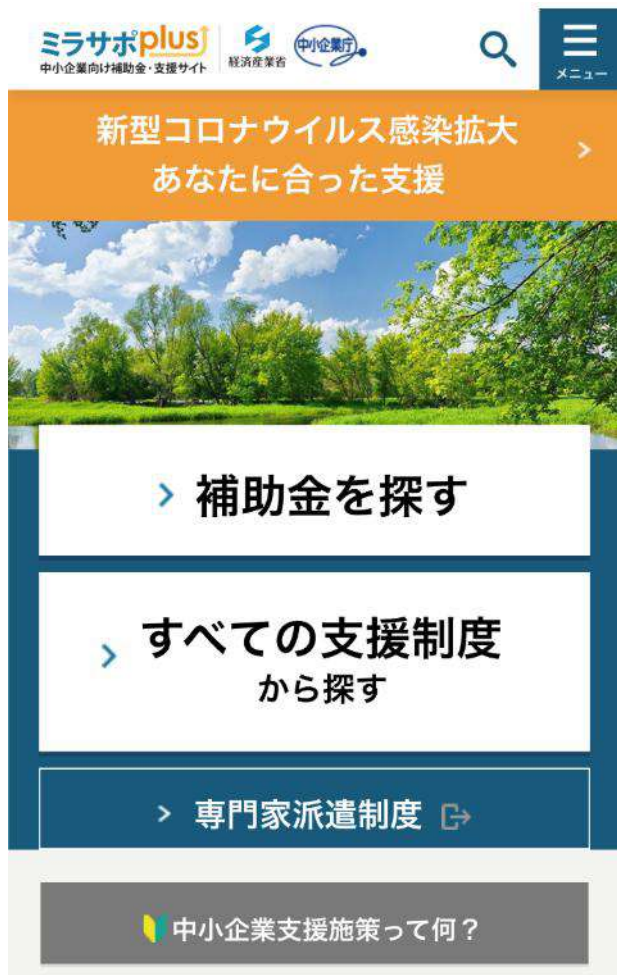 ミラサポplus
中小企業向け補助金・支援サイト
経済産業省
中小企業庁
メニュー
新型コロナウイルス感染拡大
あなたに合った支援
補助金を探す
すべての支援制度
から探す
専門家派遣制度
中小企業支援施策って何？